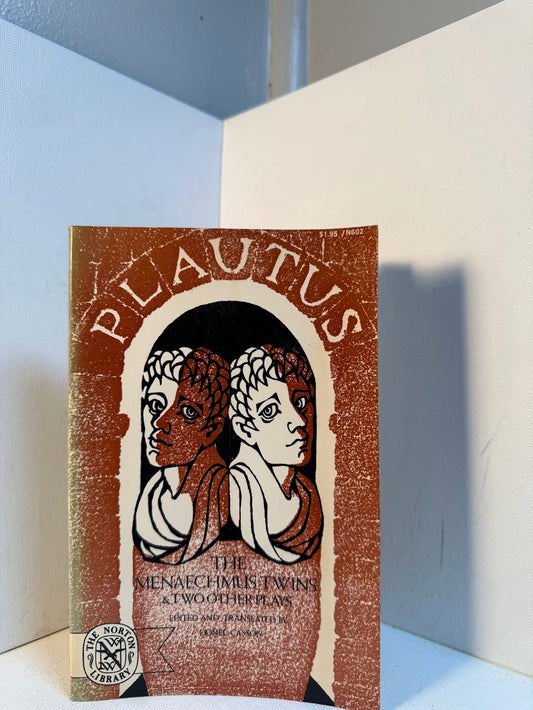 $1.95 /N602
PLAUTUS
THE
MENAECHMUS TWINS
& TWO OTHER PLAYS
EDITED AND TRANSLATED BY
LIONEL CASSON
THE NORTON
LIBRARY